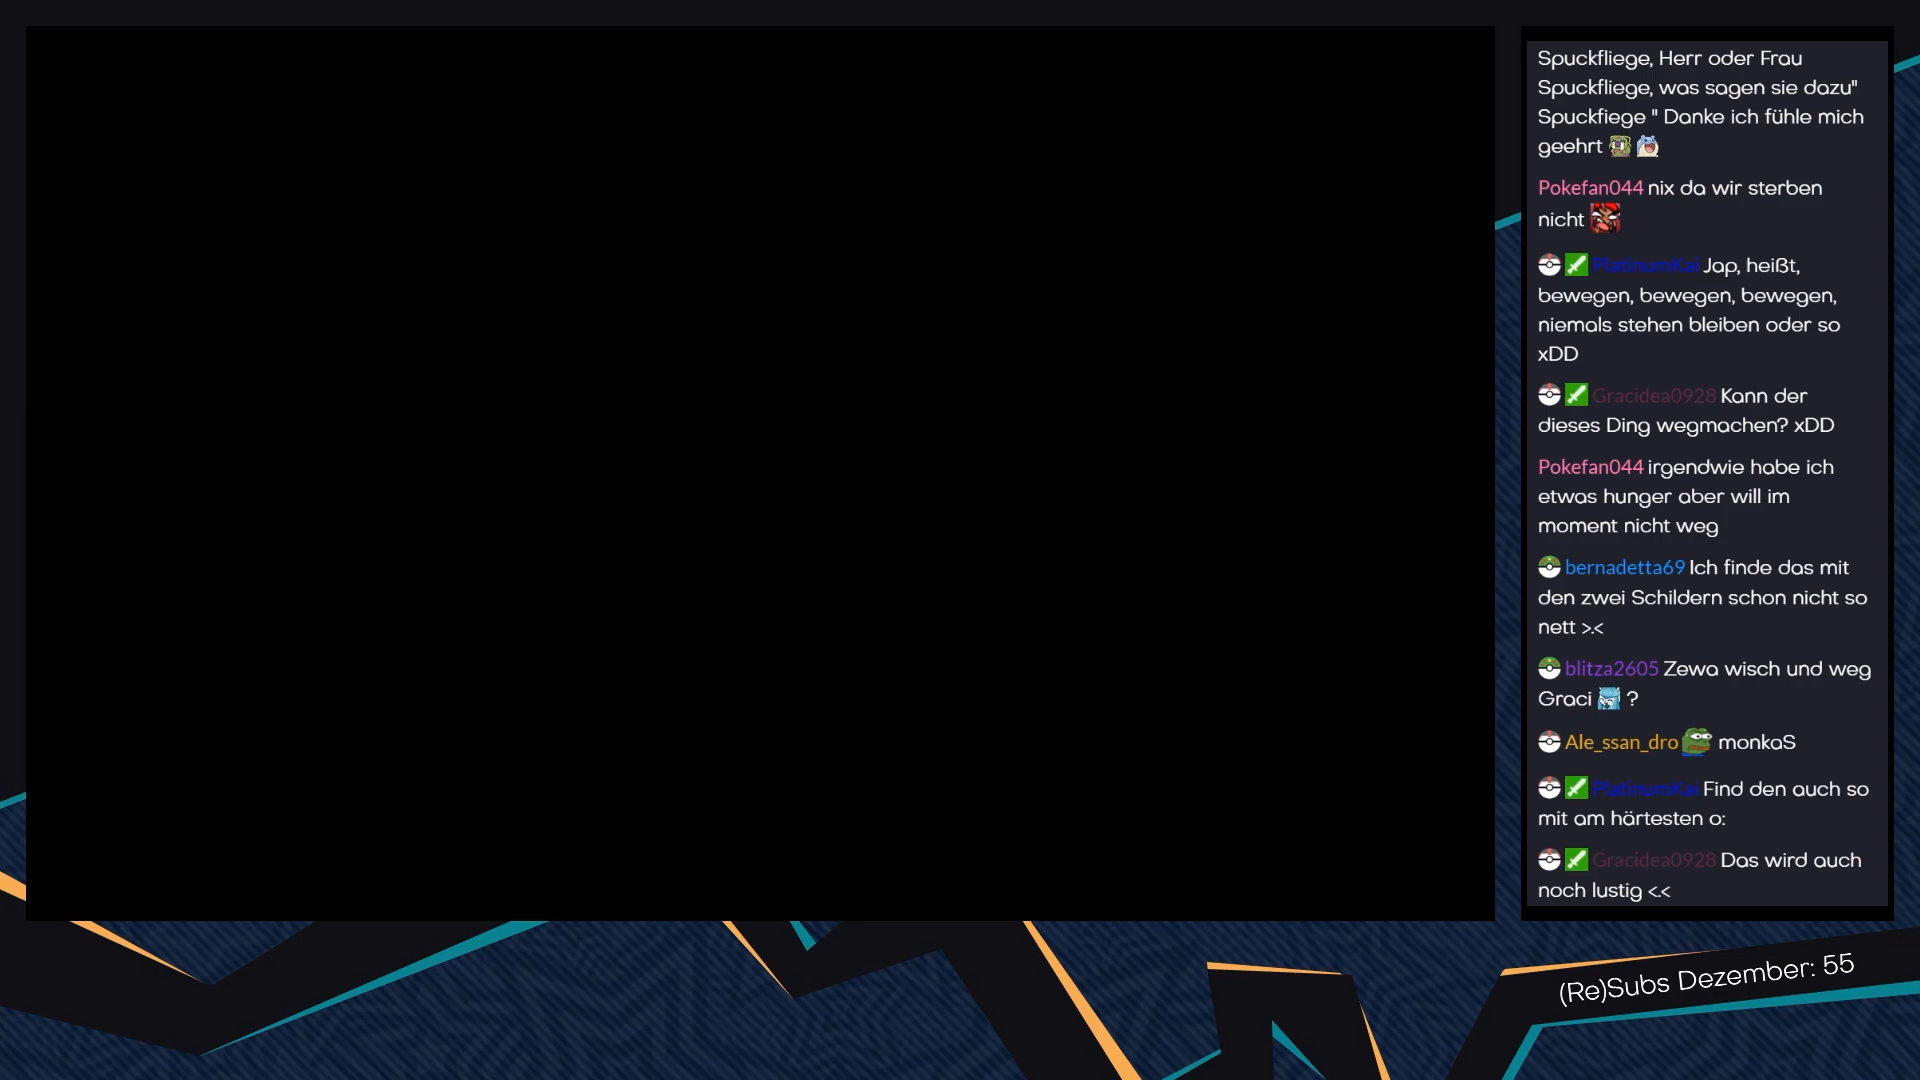 Spuckfliege, Herr oder Frau
Spuckfliege, was sagen sie dazu"
Spuckfiege " Danke ich fühle mich
geehrt
Pokefan044 nix da wir sterben
nicht
PlatinumKai Jap, heißt,
bewegen, bewegen, bewegen,
niemals stehen bleiben oder so
xDD
Gracidea0928 Kann der
dieses Ding wegmachen? xDD
Pokefan044 irgendwie habe ich
etwas hunger aber will im
moment nicht weg
bernadetta69 Ich finde das mit
den zwei Schildern schon nicht so
nett >.<
blitza2605 Zewa wisch und weg
Graci ?
Ale_ssan_dro monkaS
PlatinumKai Find den auch so
mit am härtesten o:
Gracidea0928 Das wird auch
noch lustig <.<
(Re)Subs Dezember: 55